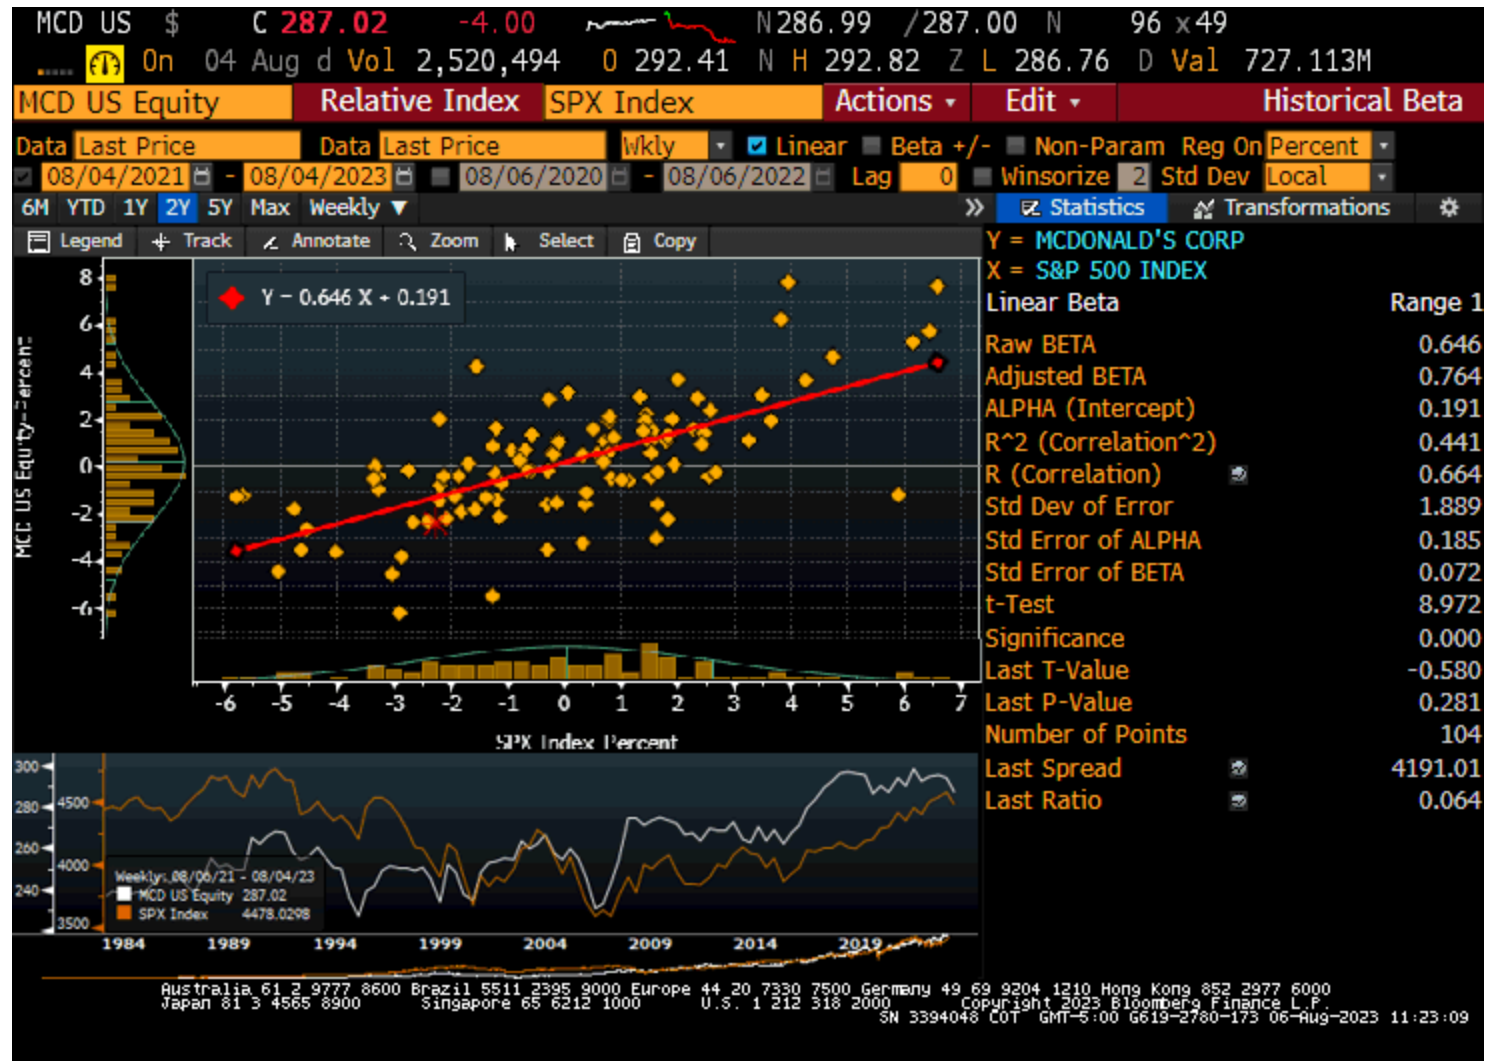 MCD US $ C 287.02 -4.00 N 286.99 /287.00 N 96 x 49
On 04 Aug d Vol 2,520,494 O 292.41 N H 292.82 Z L 286.76 D Val 727.113M
MCD US Equity Relative Index SPX Index Actions Edit Historical Beta
Data Last Price Data Last Price Wkly Linear Beta +/- Non-Param Reg On Percent
08/04/2021 - 08/04/2023 08/06/2020 - 08/06/2022 Lag 0 Winsorize 2 Std Dev Local
6M YTD 1Y 2Y 5Y Max Weekly ▼ » Statistics Transformations
Legend Track Annotate Zoom Select Copy
Y = MCDONALD'S CORP
X = S&P 500 INDEX
Linear Beta Range 1
Raw BETA 0.646
Adjusted BETA 0.764
ALPHA (Intercept) 0.191
R^2 (Correlation^2) 0.441
R (Correlation) 0.664
Std Dev of Error 1.889
Std Error of ALPHA 0.185
Std Error of BETA 0.072
t-Test 8.972
Significance 0.000
Last T-Value -0.580
Last P-Value 0.281
Number of Points 104
Last Spread 4191.01
Last Ratio 0.064
Y = 0.646 X + 0.191
MCD US Equity-Percent
8
6
4
2
0
-2
-4
-6
-6 -5 -4 -3 -2 -1 0 1 2 3 4 5 6 7
SPX Index Percent
300
280
260
240
4500
4000
3500
Weekly: 08/06/21 - 08/04/23
MCD US Equity 287.02
SPX Index 4478.0298
1984 1989 1994 1999 2004 2009 2014 2019
Australia 61 2 9777 8600 Brazil 5511 2395 9000 Europe 44 20 7330 7500 Germany 49 69 9204 1210 Hong Kong 852 2977 6000
Japan 81 3 4565 8900 Singapore 65 6212 1000 U.S. 1 212 318 2000 Copyright 2023 Bloomberg Finance L.P.
SN 3394048 COT GMT-5:00 G619-2780-173 06-Aug-2023 11:23:09